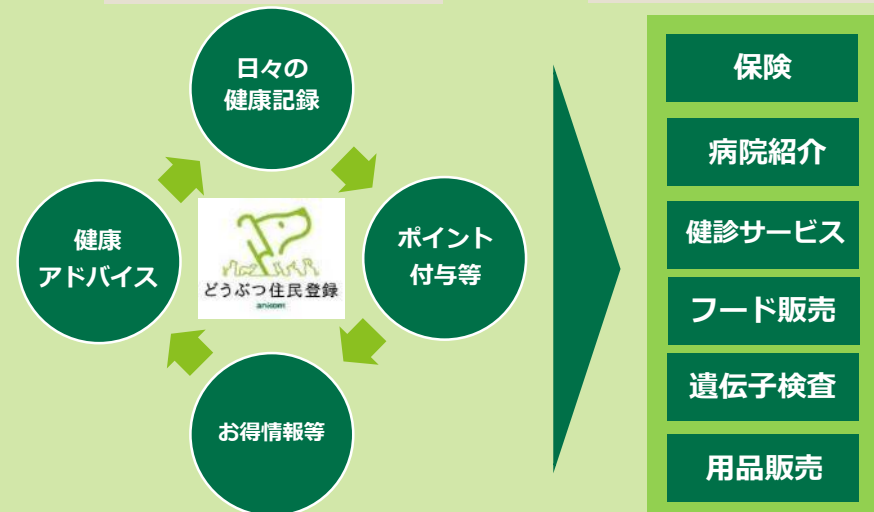 日々の
健康記録
健康
アドバイス
ポイント
付与等
どうぶつ住民登録
anicom
お得情報等
保険
病院紹介
健診サービス
フード販売
遺伝子検査
用品販売